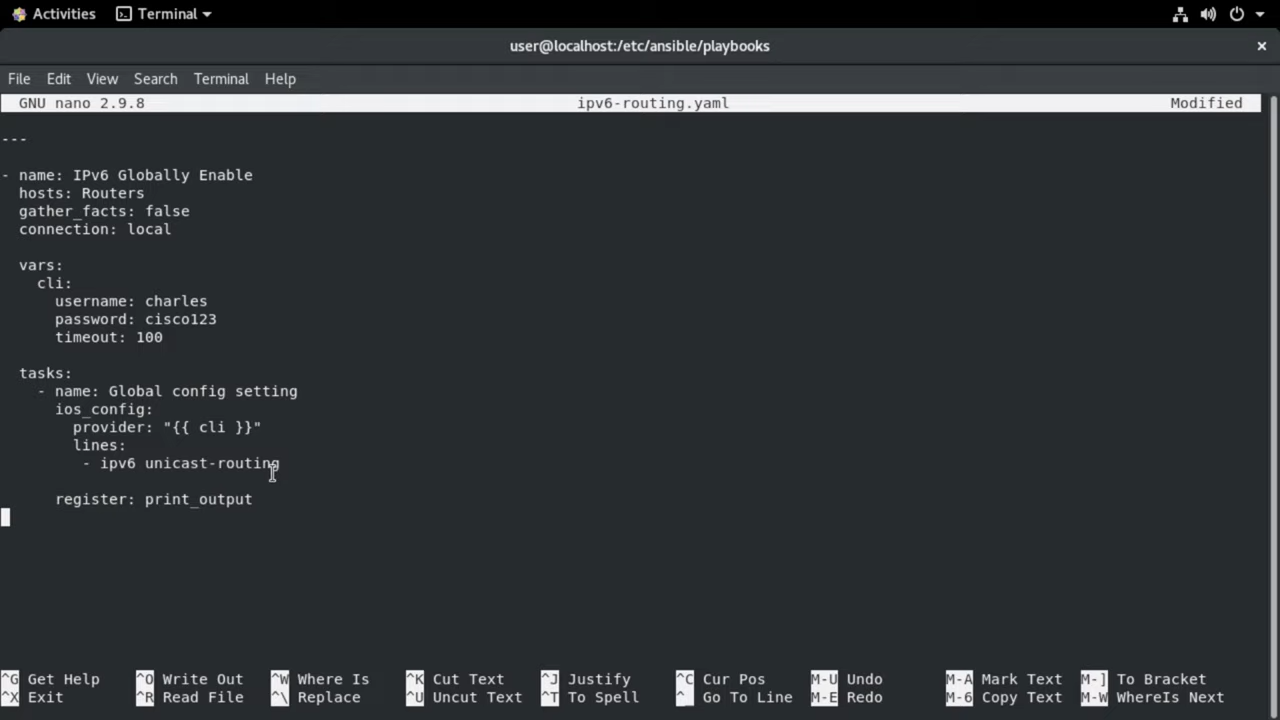 Activities Terminal
user@localhost:/etc/ansible/playbooks ×
File Edit View Search Terminal Help
GNU nano 2.9.8 ipv6-routing.yaml Modified
---
- name: IPv6 Globally Enable
  hosts: Routers
  gather_facts: false
  connection: local
  vars:
    cli:
      username: charles
      password: cisco123
      timeout: 100
  tasks:
    - name: Global config setting
      ios_config:
        provider: "{{ cli }}"
        lines:
         - ipv6 unicast-routing
      register: print_output
^G Get Help ^O Write Out ^W Where Is ^K Cut Text ^J Justify ^C Cur Pos M-U Undo M-A Mark Text M-] To Bracket
^X Exit ^R Read File ^\ Replace ^U Uncut Text ^T To Spell ^_ Go To Line M-E Redo M-6 Copy Text M-W WhereIs Next